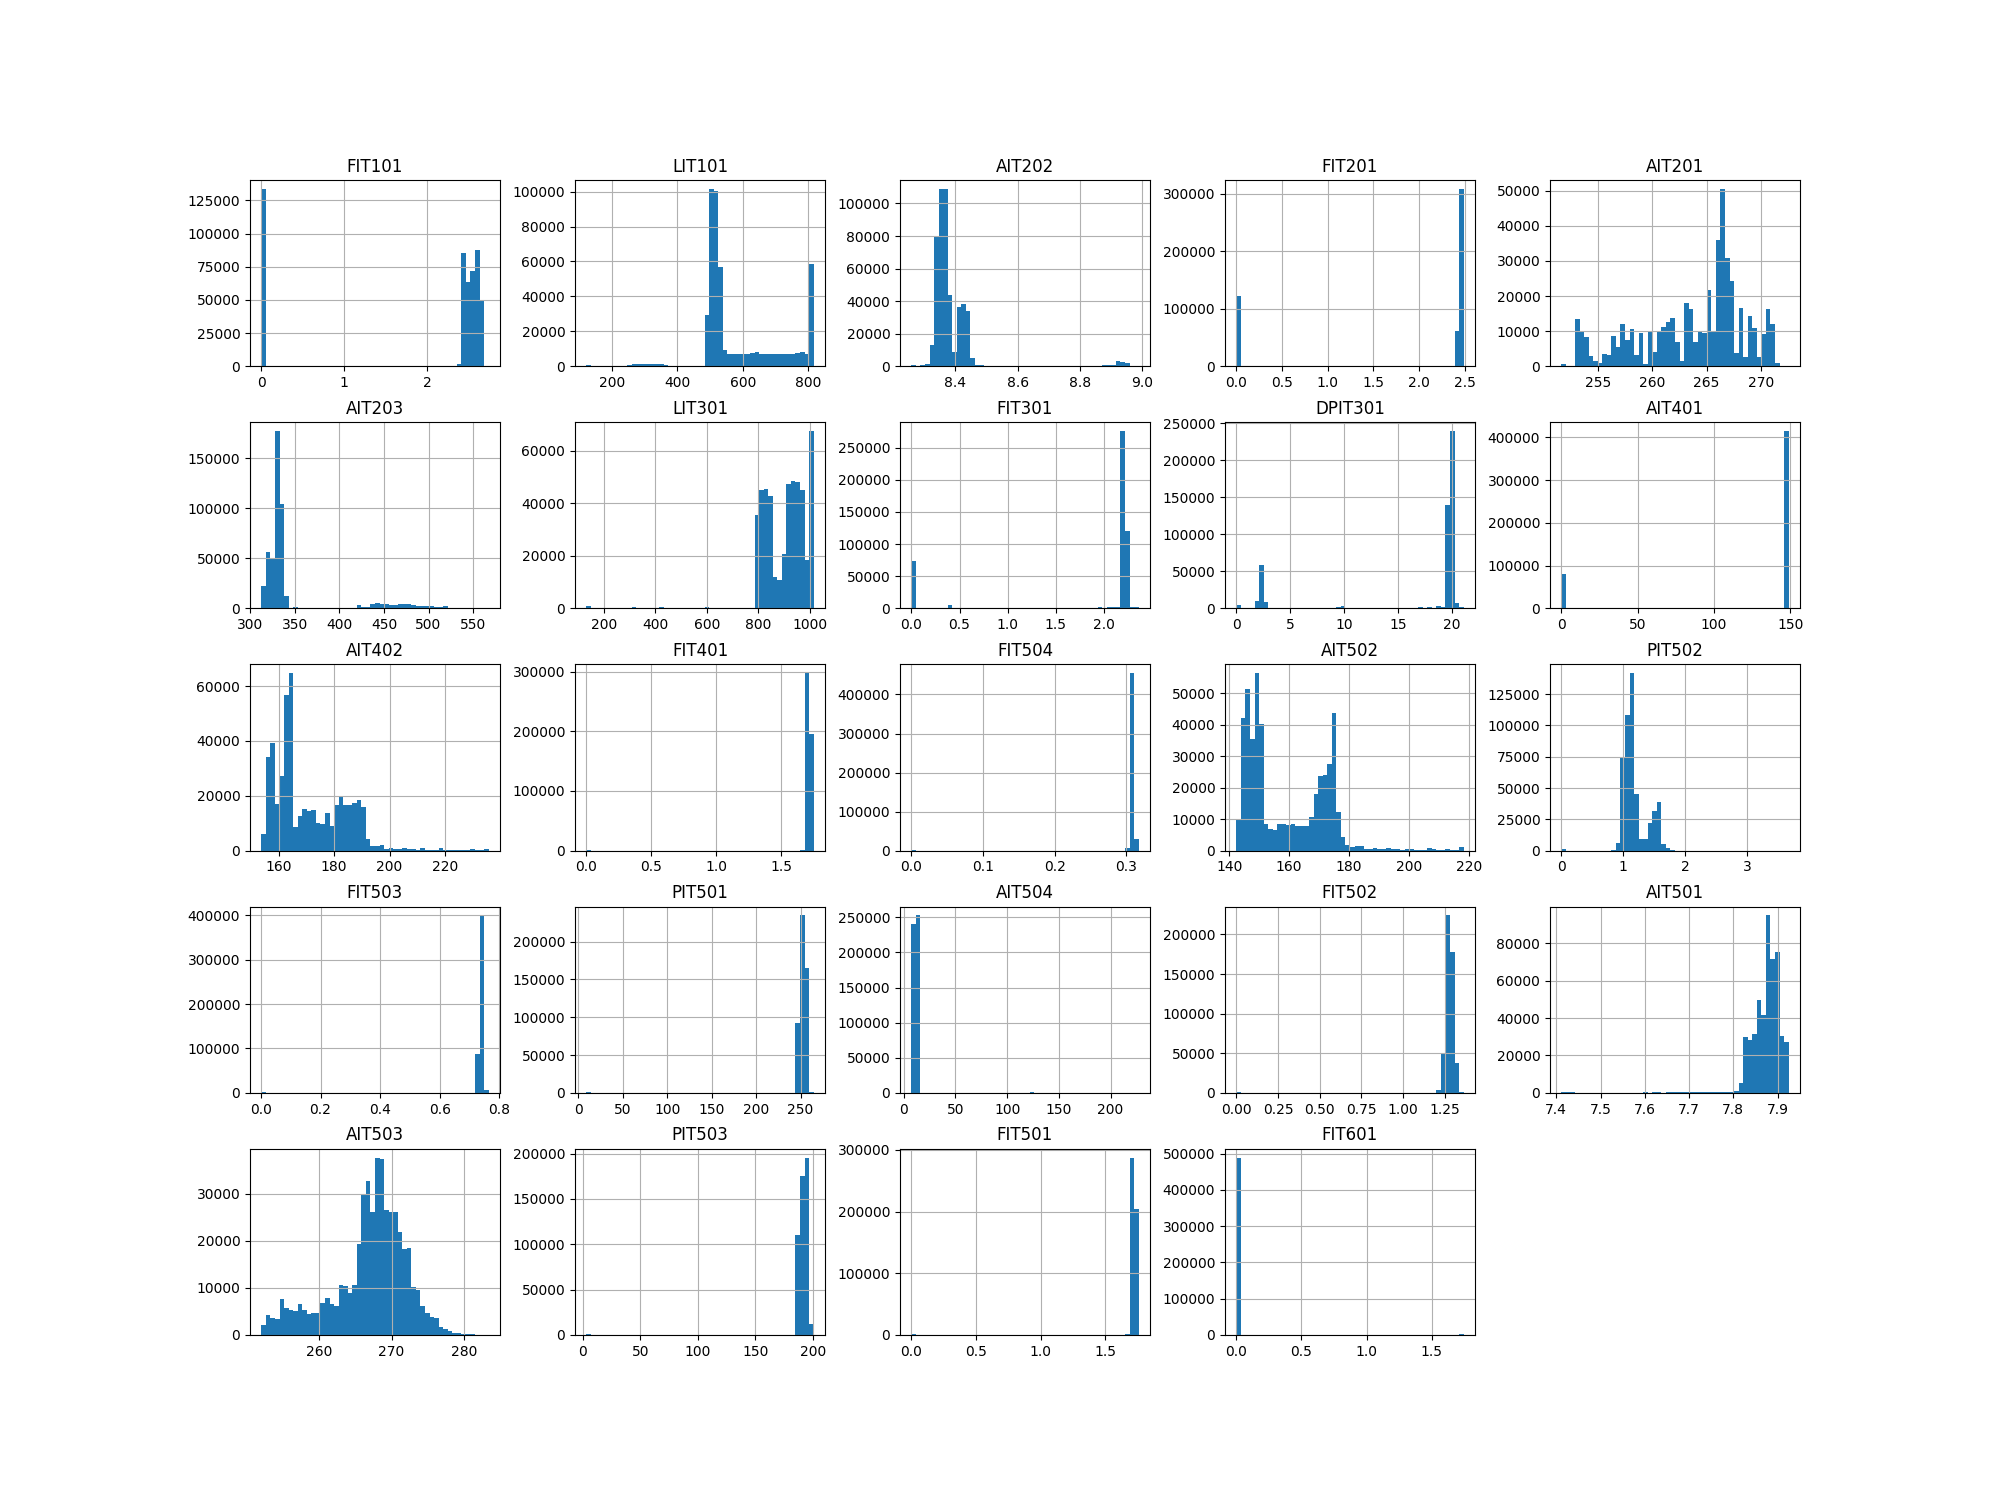 FIT101 LIT101 AIT202 FIT201 AIT201
125000 100000 75000 50000 25000 0
0 1 2
100000 80000 60000 40000 20000 0
200 400 600 800
100000 80000 60000 40000 20000 0
8.4 8.6 8.8 9.0
300000 200000 100000 0
0.0 0.5 1.0 1.5 2.0 2.5
50000 40000 30000 20000 10000 0
255 260 265 270
AIT203 LIT301 FIT301 DPIT301 AIT401
150000 100000 50000 0
300 350 400 450 500 550
60000 40000 20000 0
200 400 600 800 1000
250000 200000 150000 100000 50000 0
0.0 0.5 1.0 1.5 2.0
250000 200000 150000 100000 50000 0
0 5 10 15 20
400000 300000 200000 100000 0
0 50 100 150
AIT402 FIT401 FIT504 AIT502 PIT502
60000 40000 20000 0
160 180 200 220
300000 200000 100000 0
0.0 0.5 1.0 1.5
400000 300000 200000 100000 0
0.0 0.1 0.2 0.3
50000 40000 30000 20000 10000 0
140 160 180 200 220
125000 100000 75000 50000 25000 0
0 1 2 3
FIT503 PIT501 AIT504 FIT502 AIT501
400000 300000 200000 100000 0
0.0 0.2 0.4 0.6 0.8
200000 150000 100000 50000 0
0 50 100 150 200 250
250000 200000 150000 100000 50000 0
0 50 100 150 200
200000 150000 100000 50000 0
0.00 0.25 0.50 0.75 1.00 1.25
80000 60000 40000 20000 0
7.4 7.5 7.6 7.7 7.8 7.9
AIT503 PIT503 FIT501 FIT601
30000 20000 10000 0
260 270 280
200000 150000 100000 50000 0
0 50 100 150 200
300000 200000 100000 0
0.0 0.5 1.0 1.5
500000 400000 300000 200000 100000 0
0.0 0.5 1.0 1.5